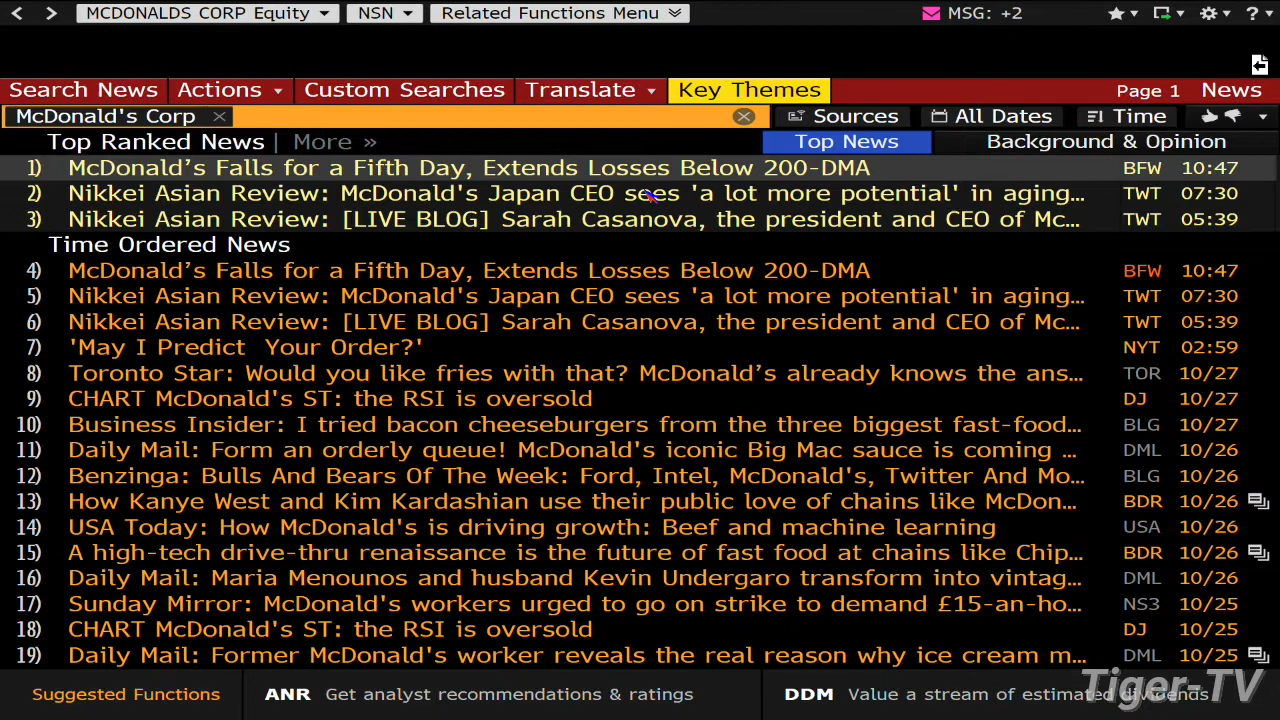 MCDONALDS CORP Equity NSN Related Functions Menu MSG: +2 ?
Search News Actions Custom Searches Translate Key Themes Page 1 News
McDonald's Corp Sources All Dates Time
Top Ranked News | More » Top News Background & Opinion
1) McDonald's Falls for a Fifth Day, Extends Losses Below 200-DMA BFW 10:47
2) Nikkei Asian Review: McDonald's Japan CEO sees 'a lot more potential' in aging... TWT 07:30
3) Nikkei Asian Review: [LIVE BLOG] Sarah Casanova, the president and CEO of Mc... TWT 05:39
Time Ordered News
4) McDonald's Falls for a Fifth Day, Extends Losses Below 200-DMA BFW 10:47
5) Nikkei Asian Review: McDonald's Japan CEO sees 'a lot more potential' in aging... TWT 07:30
6) Nikkei Asian Review: [LIVE BLOG] Sarah Casanova, the president and CEO of Mc... TWT 05:39
7) 'May I Predict Your Order?' NYT 02:59
8) Toronto Star: Would you like fries with that? McDonald's already knows the ans... TOR 10/27
9) CHART McDonald's ST: the RSI is oversold DJ 10/27
10) Business Insider: I tried bacon cheeseburgers from the three biggest fast-food... BLG 10/27
11) Daily Mail: Form an orderly queue! McDonald's iconic Big Mac sauce is coming ... DML 10/26
12) Benzinga: Bulls And Bears Of The Week: Ford, Intel, McDonald's, Twitter And Mo... BLG 10/26
13) How Kanye West and Kim Kardashian use their public love of chains like McDon... BDR 10/26
14) USA Today: How McDonald's is driving growth: Beef and machine learning USA 10/26
15) A high-tech drive-thru renaissance is the future of fast food at chains like Chip... BDR 10/26
16) Daily Mail: Maria Menounos and husband Kevin Undergaro transform into vintag... DML 10/26
17) Sunday Mirror: McDonald's workers urged to go on strike to demand £15-an-ho... NS3 10/25
18) CHART McDonald's ST: the RSI is oversold DJ 10/25
19) Daily Mail: Former McDonald's worker reveals the real reason why ice cream m... DML 10/25
Suggested Functions ANR Get analyst recommendations & ratings DDM Value a stream of estimated dividends
Tiger-TV